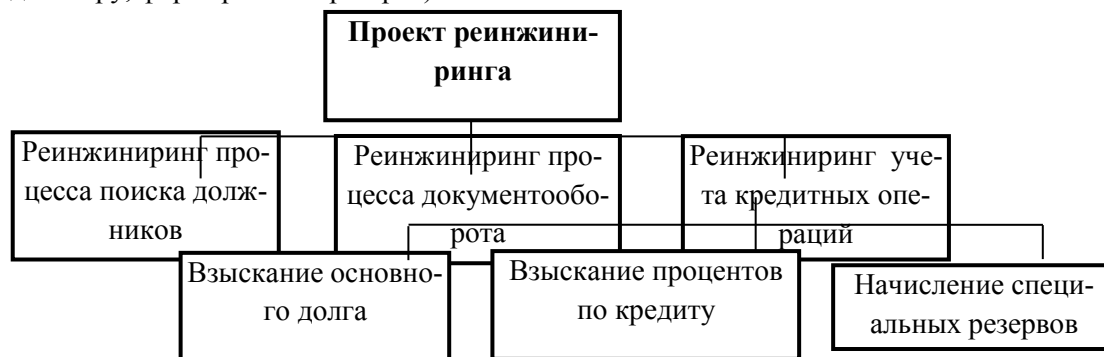 Проект реинжини-
ринга
Реинжиниринг про-
цесса поиска долж-
ников
Реинжиниринг про-
цесса документообо-
рота
Реинжиниринг уче-
та кредитных опе-
раций
Взыскание основно-
го долга
Взыскание процентов
по кредиту
Начисление специ-
альных резервов